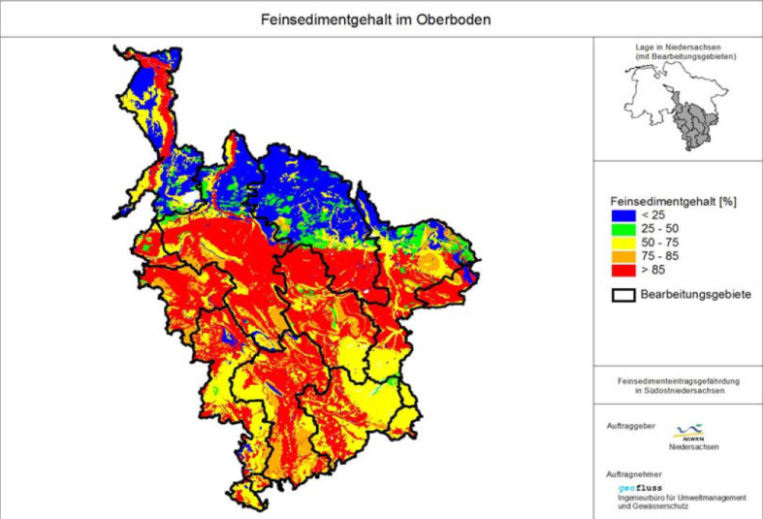 Feinsedimentgehalt im Oberboden
Lage in Niedersachsen
(mit Bearbeitungsgebieten)
Feinsedimentgehalt [%]
< 25
25 - 50
50 - 75
75 - 85
> 85
Bearbeitungsgebiete
Feinsedimenteintragsgefährdung
in Südostniedersachsen
Auftraggeber
NLWKN
Niedersachsen
Auftragnehmer
geofluss
Ingenieurbüro für Umweltmanagement
und Gewässerschutz